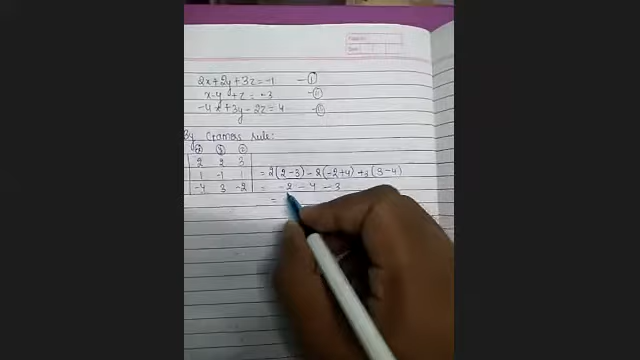 2x+2y+3z=-1 —(i)
x-y+z=-3 —(ii)
-4x+3y-2z=4 —(iii)
By Cramers rule:
(x) (y) (z)
2 2 3
1 -1 1 = 2(2-3) - 2(-2+4) +3(3-4)
-4 3 -2 = -2 - 4 - 3
=